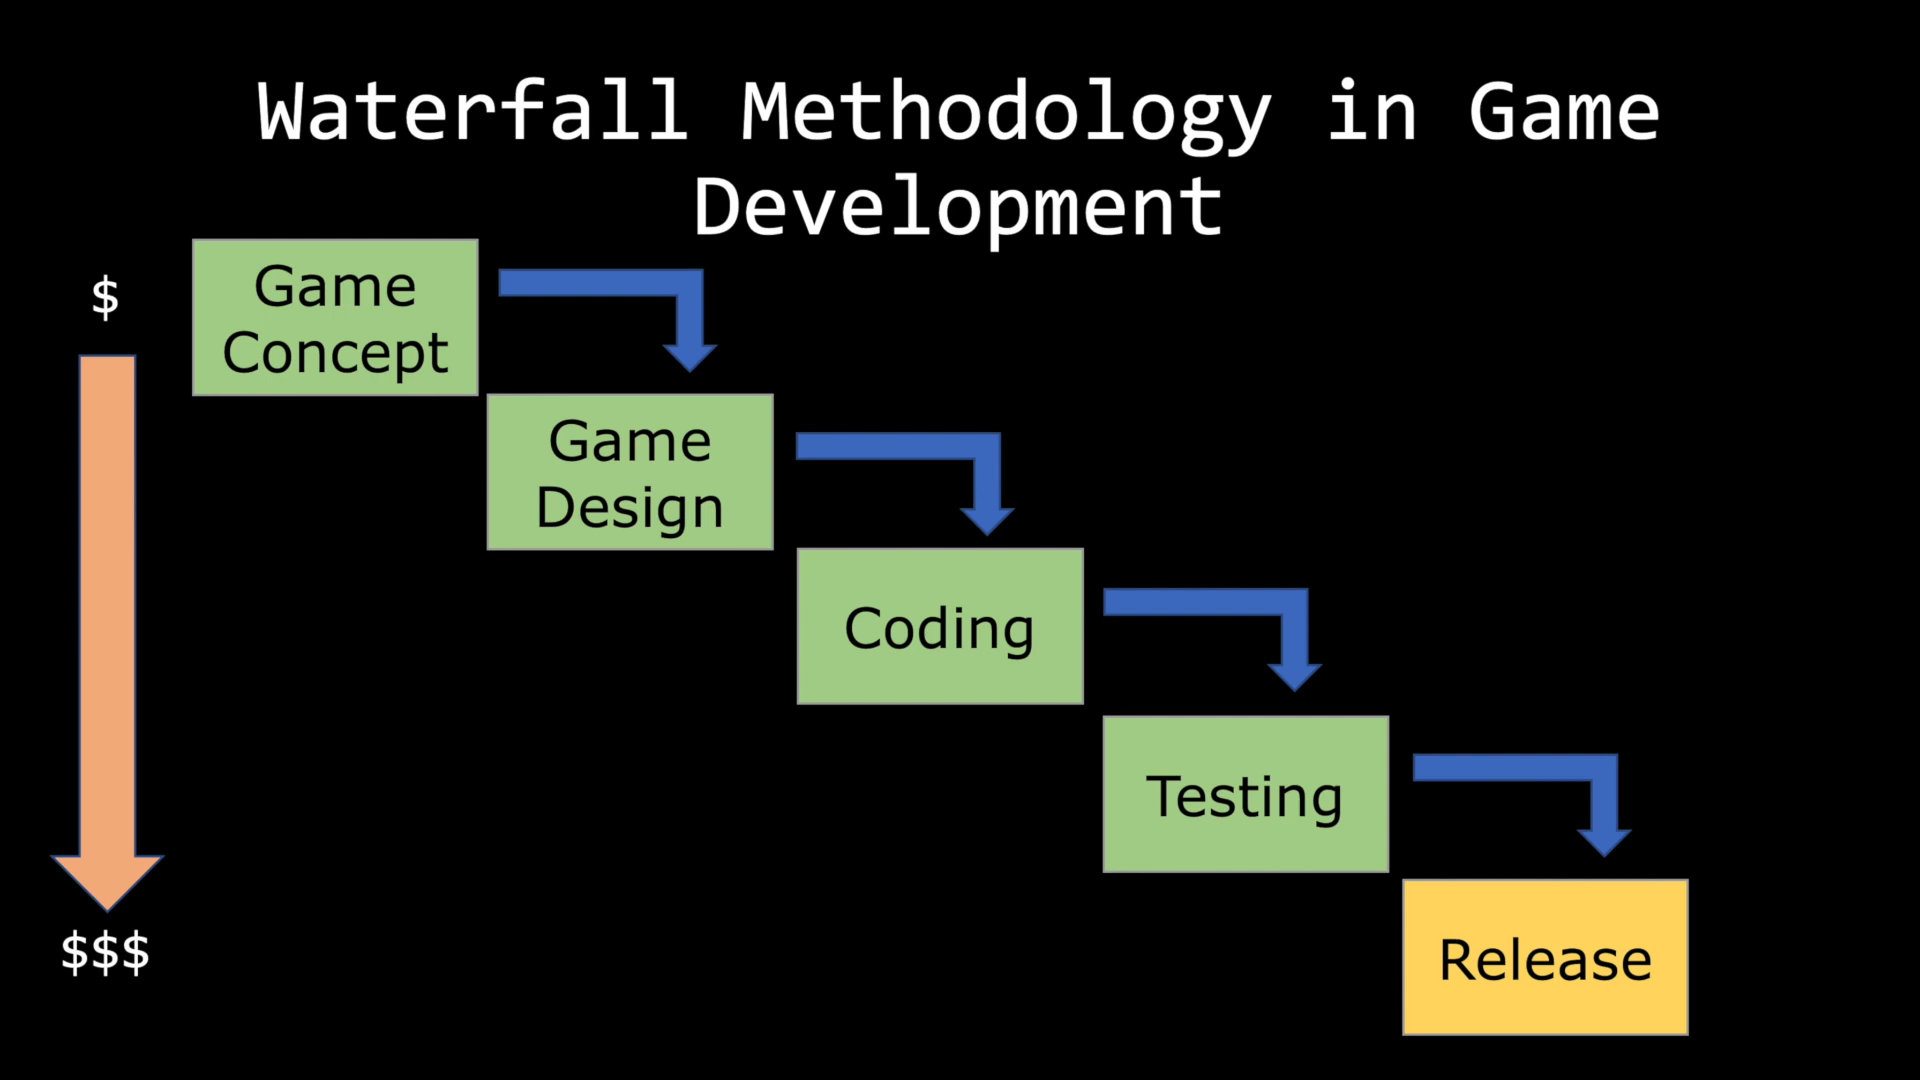 Waterfall Methodology in Game
Development
$
Game
Concept
Game
Design
Coding
Testing
Release
$$$